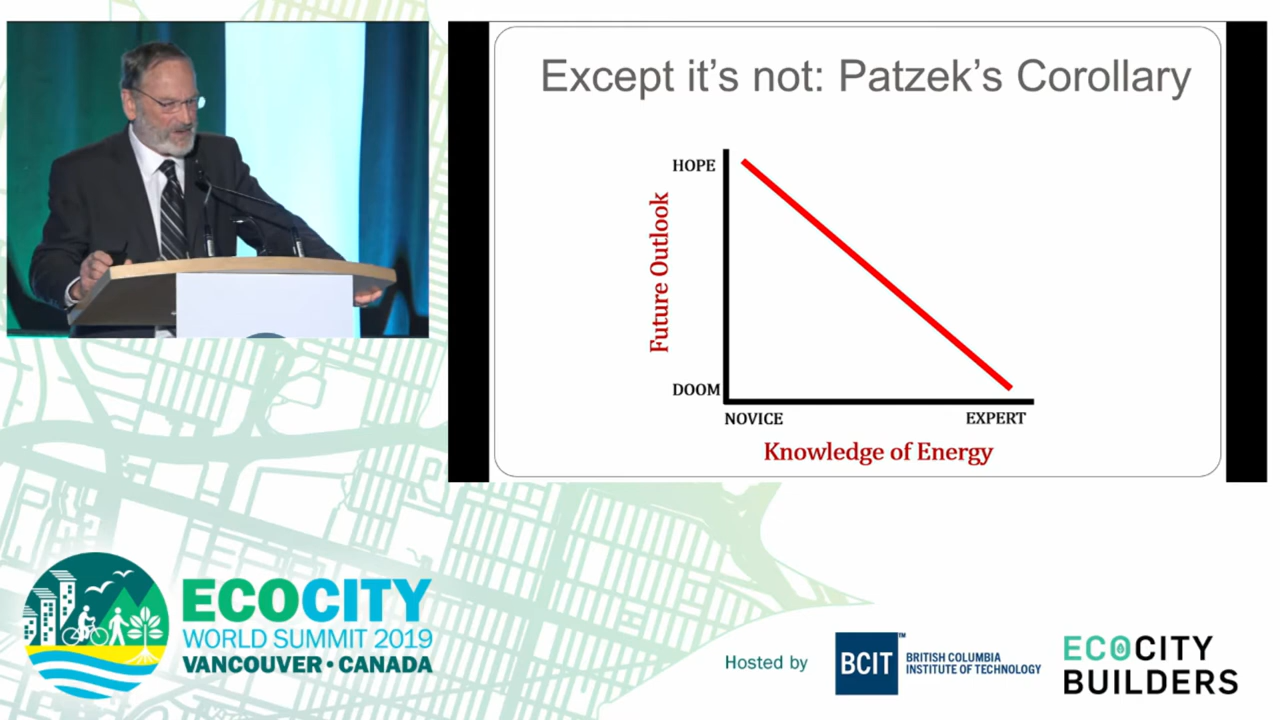 Except it's not: Patzek's Corollary
HOPE
Future Outlook
DOOM
NOVICE
EXPERT
Knowledge of Energy
ECOCITY
WORLD SUMMIT 2019
VANCOUVER • CANADA
Hosted by
BCIT™
BRITISH COLUMBIA
INSTITUTE OF TECHNOLOGY
ECOCITY
BUILDERS